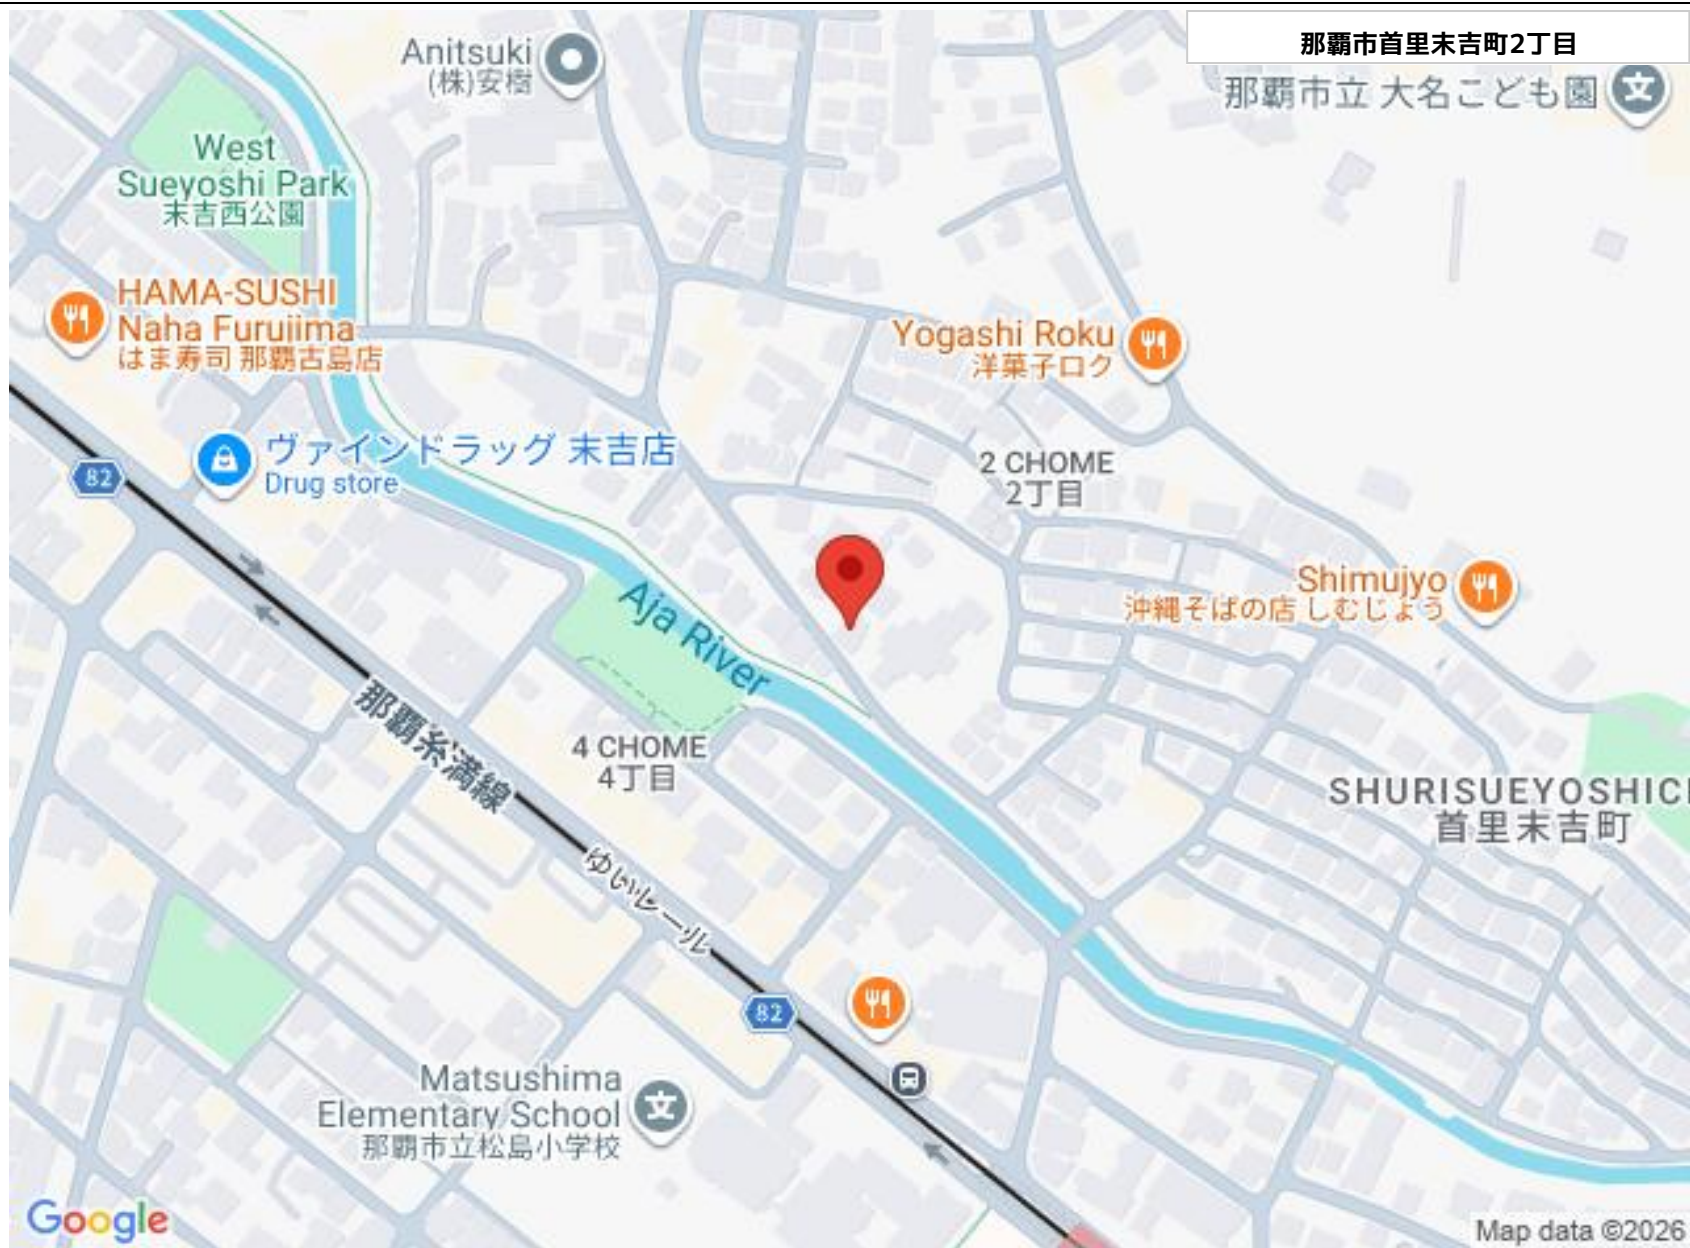 那覇市首里末吉町2丁目
Anitsuki
(株)安樹
那覇市立 大名こども園
West
Sueyoshi Park
末吉西公園
HAMA-SUSHI
Naha Furujima
はま寿司 那覇古島店
Yogashi Roku
洋菓子ロク
ヴァインドラッグ 末吉店
Drug store
82
2 CHOME
2丁目
Shimujyo
沖縄そばの店 しむじょう
Aja River
那覇糸満線
4 CHOME
4丁目
SHURISUEYOSHIC
首里末吉町
ゆいレール
82
Matsushima
Elementary School
那覇市立松島小学校
文
文
Google
Map data ©2026